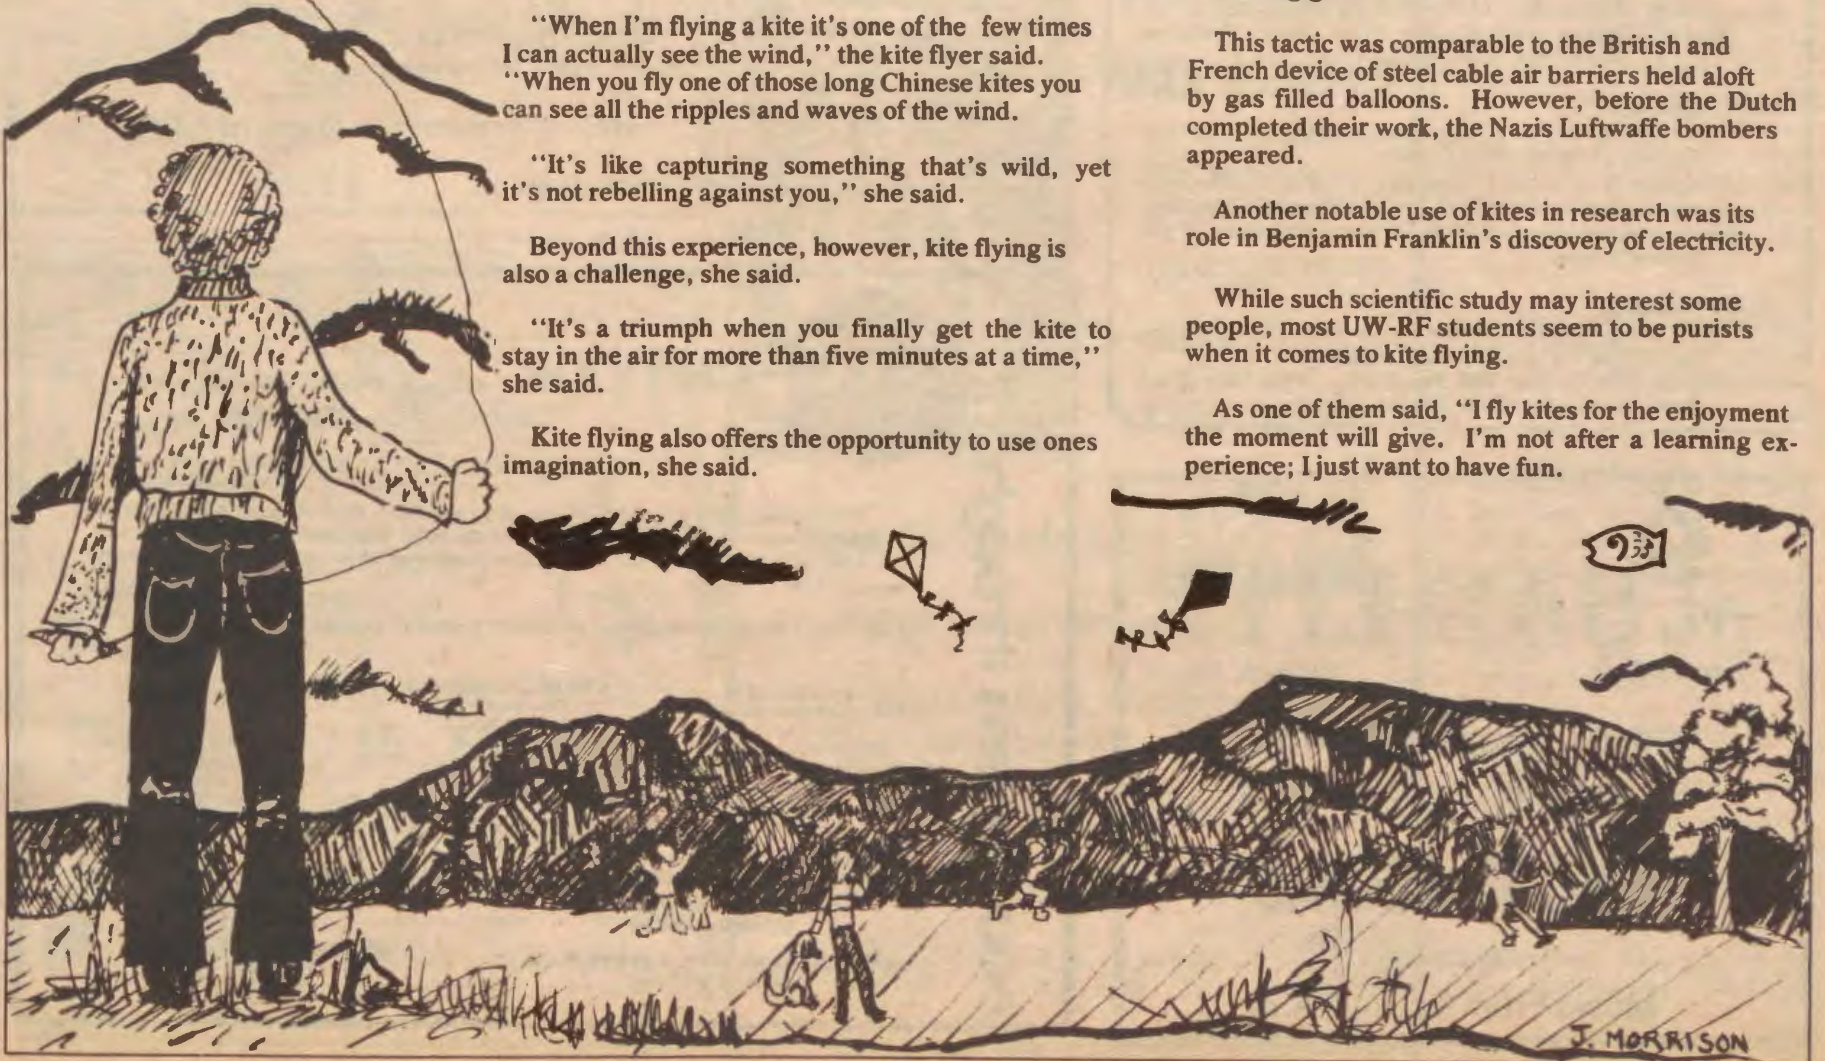 "When I'm flying a kite it's one of the few times
I can actually see the wind," the kite flyer said.
"When you fly one of those long Chinese kites you
can see all the ripples and waves of the wind.
"It's like capturing something that's wild, yet
it's not rebelling against you," she said.
Beyond this experience, however, kite flying is
also a challenge, she said.
"It's a triumph when you finally get the kite to
stay in the air for more than five minutes at a time,"
she said.
Kite flying also offers the opportunity to use ones
imagination, she said.
This tactic was comparable to the British and
French device of steel cable air barriers held aloft
by gas filled balloons. However, before the Dutch
completed their work, the Nazis Luftwaffe bombers
appeared.
Another notable use of kites in research was its
role in Benjamin Franklin's discovery of electricity.
While such scientific study may interest some
people, most UW-RF students seem to be purists
when it comes to kite flying.
As one of them said, "I fly kites for the enjoyment
the moment will give. I'm not after a learning ex-
perience; I just want to have fun.
J. MORRISON